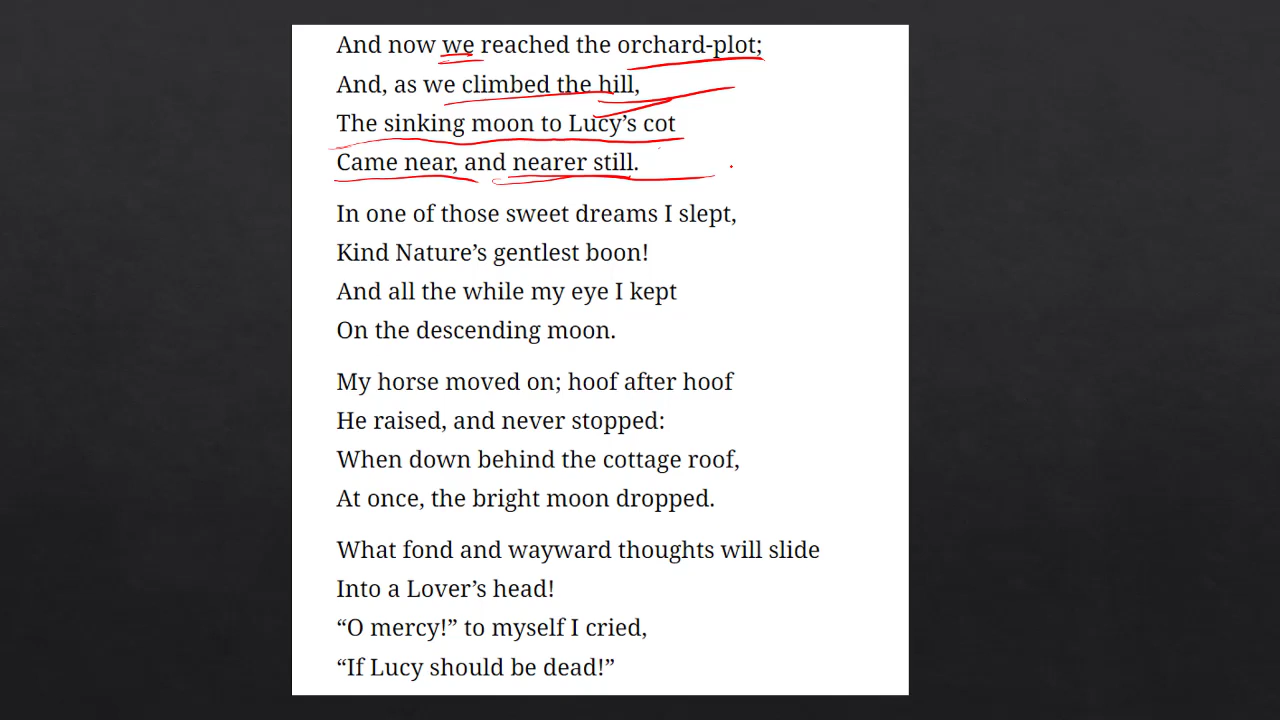 And now we reached the orchard-plot;
And, as we climbed the hill,
The sinking moon to Lucy’s cot
Came near, and nearer still.
In one of those sweet dreams I slept,
Kind Nature’s gentlest boon!
And all the while my eye I kept
On the descending moon.
My horse moved on; hoof after hoof
He raised, and never stopped:
When down behind the cottage roof,
At once, the bright moon dropped.
What fond and wayward thoughts will slide
Into a Lover’s head!
“O mercy!” to myself I cried,
“If Lucy should be dead!”